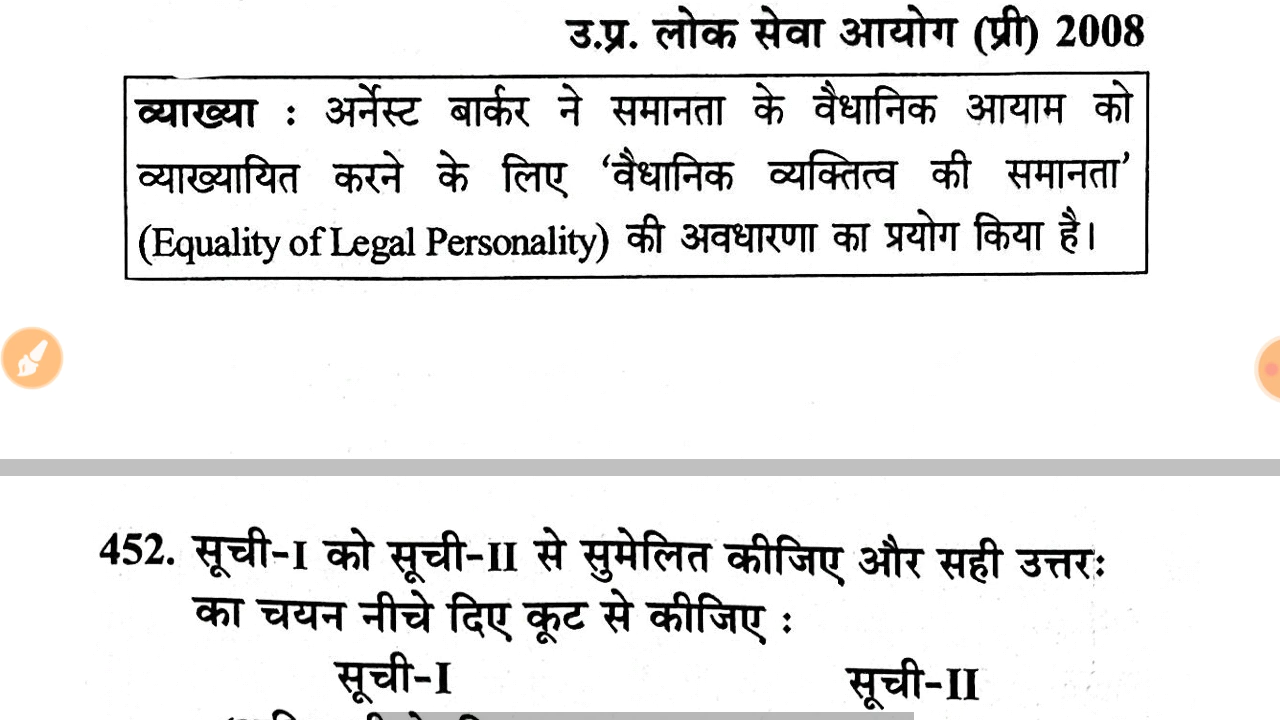 उ.प्र. लोक सेवा आयोग (प्री) 2008
व्याख्या : अर्नेस्ट बार्कर ने समानता के वैधानिक आयाम को
व्याख्यायित करने के लिए ‘वैधानिक व्यक्तित्व की समानता’
(Equality of Legal Personality) की अवधारणा का प्रयोग किया है।
452. सूची-I को सूची-II से सुमेलित कीजिए और सही उत्तरः
का चयन नीचे दिए कूट से कीजिए :
सूची-I सूची-II